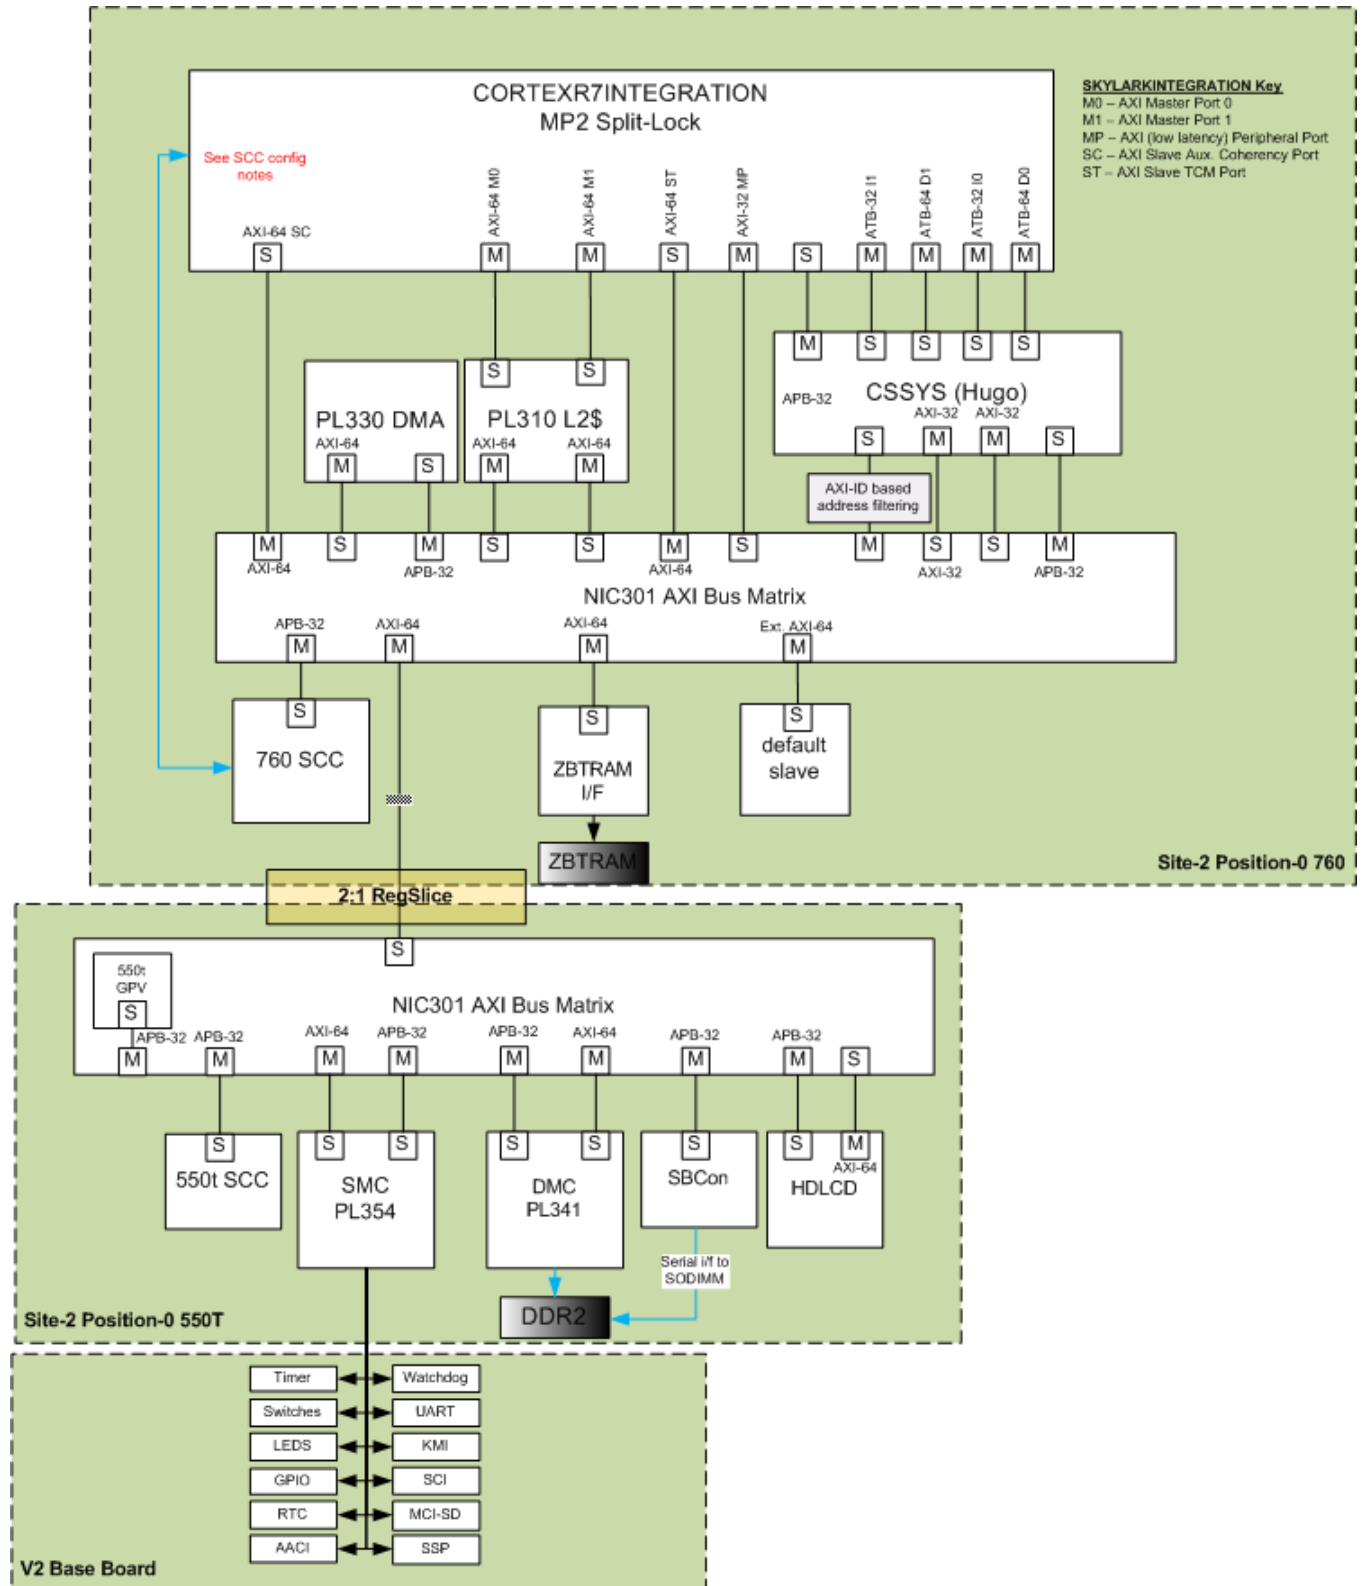 CORTEXR7INTEGRATION
MP2 Split-Lock
SKYLARKINTEGRATION Key
M0 – AXI Master Port 0
M1 – AXI Master Port 1
MP – AXI (low latency) Peripheral Port
SC – AXI Slave Aux. Coherency Port
ST – AXI Slave TCM Port
See SCC config
notes
AXI-64 SC
AXI-64 M0
AXI-64 M1
AXI-64 ST
AXI-32 MP
ATB-32 I1
ATB-64 D1
ATB-32 I0
ATB-64 D0
S M M S M S M M M M
M S S S S
APB-32
CSSYS (Hugo)
AXI-32 AXI-32
S M M S
PL330 DMA
AXI-64
M S
S S
PL310 L2$
AXI-64 AXI-64
M M
AXI-ID based
address filtering
M S M S S M S M S S M
AXI-64 APB-32 AXI-64 AXI-32 APB-32
NIC301 AXI Bus Matrix
APB-32 AXI-64 AXI-64 Ext. AXI-64
M M M M
S
760 SCC
S
ZBTRAM
I/F
S
default
slave
ZBTRAM
Site-2 Position-0 760
2:1 RegSlice
S
550t
GPV
S
NIC301 AXI Bus Matrix
APB-32 APB-32 AXI-64 APB-32 APB-32 AXI-64 APB-32 APB-32
M M M M M M M M S
S
550t SCC
S S
SMC
PL354
S S
DMC
PL341
S
SBCon
S M
AXI-64
HDLCD
Serial i/f to
SODIMM
DDR2
Site-2 Position-0 550T
Timer Watchdog
Switches UART
LEDS KMI
GPIO SCI
RTC MCI-SD
AACI SSP
V2 Base Board